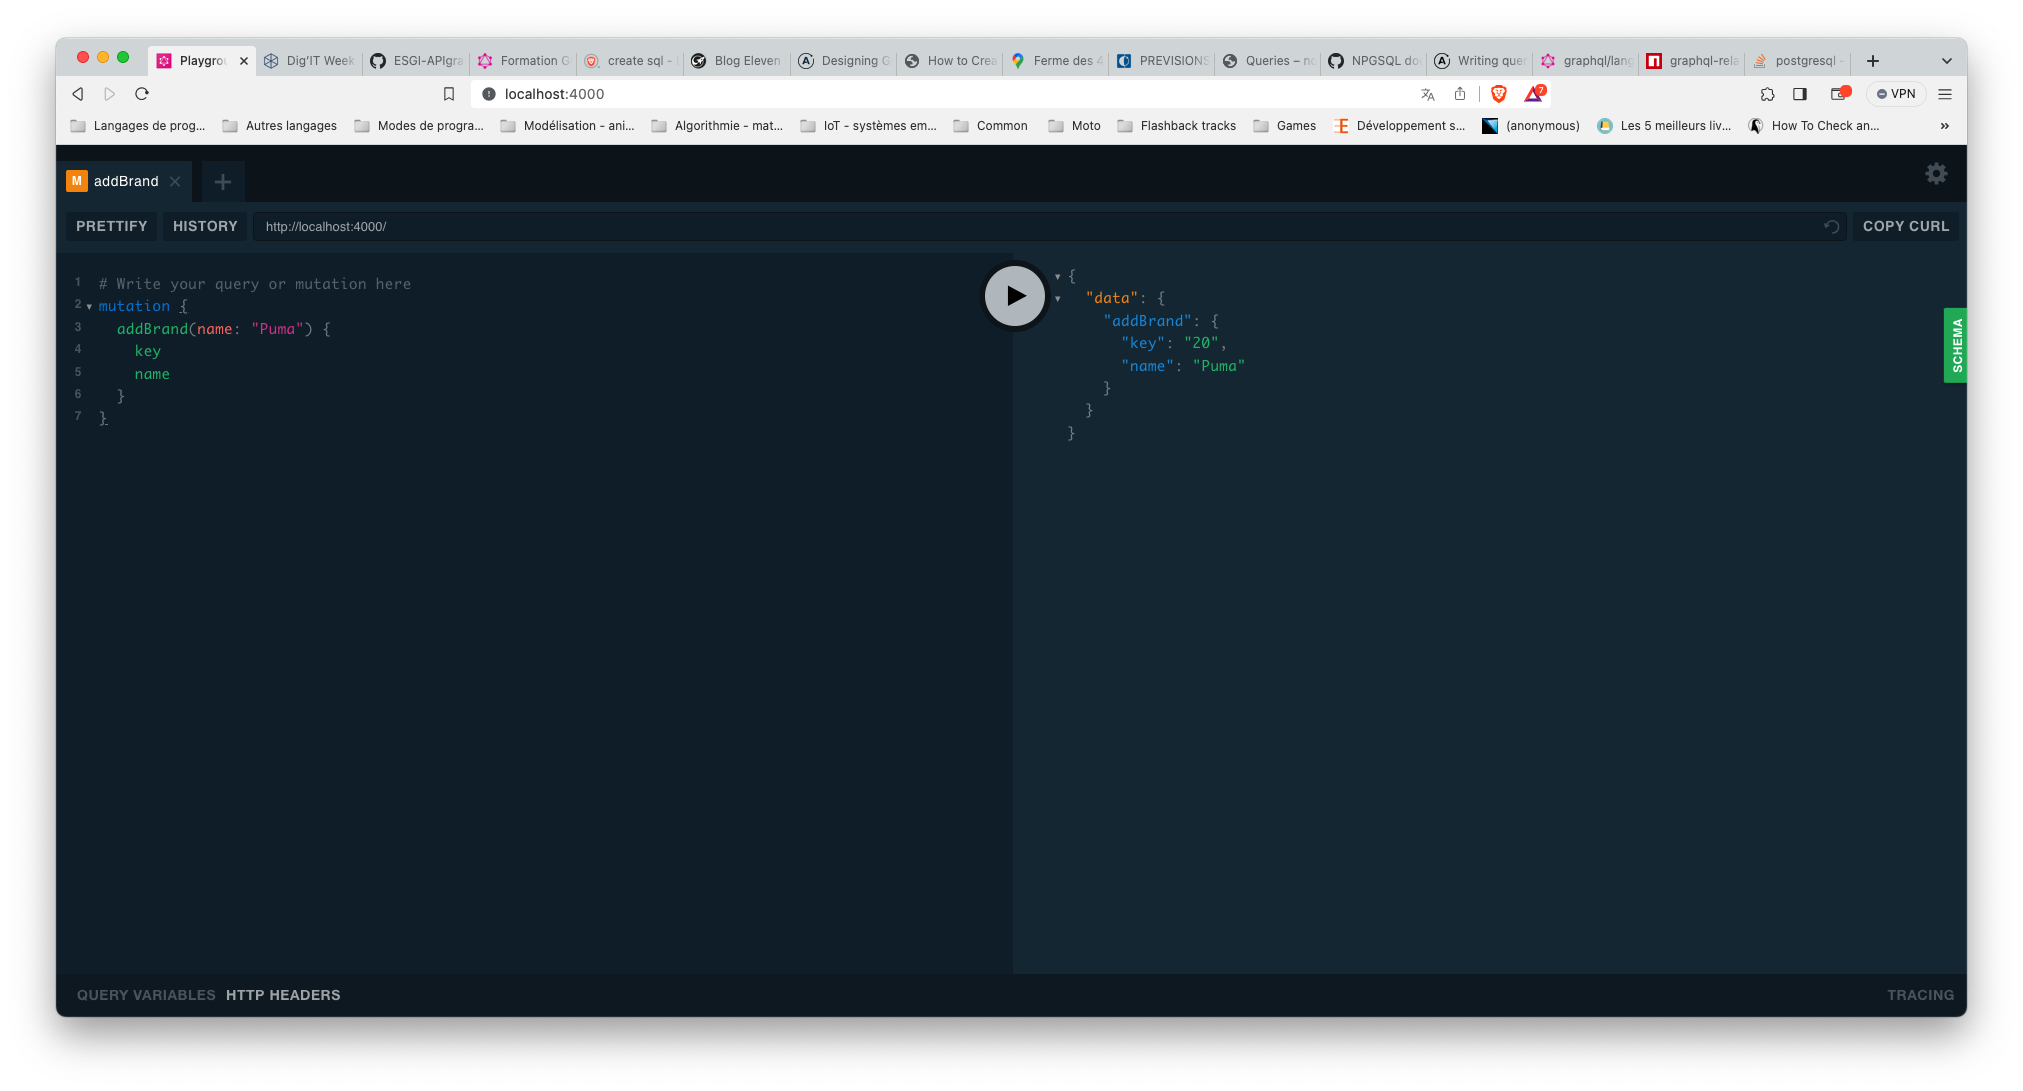 Playgrou
Dig'IT Week
ESGI-APIgra
Formation G
create sql -
Blog Eleven
Designing G
How to Crea
Ferme des 4
PREVISIONS
Queries – no
NPGSQL do
Writing quer
graphql/lang
graphql-rela
postgresql -
localhost:4000
7
VPN
Langages de prog...
Autres langages
Modes de progra...
Modélisation - ani...
Algorithmie - mat...
IoT - systèmes em...
Common
Moto
Flashback tracks
Games
Développement s...
(anonymous)
Les 5 meilleurs liv...
How To Check an...
»
M addBrand
PRETTIFY
HISTORY
http://localhost:4000/
COPY CURL
1 # Write your query or mutation here
2 mutation {
3 addBrand(name: "Puma") {
4 key
5 name
6 }
7 }
{
"data": {
"addBrand": {
"key": "20",
"name": "Puma"
}
}
}
SCHEMA
QUERY VARIABLES
HTTP HEADERS
TRACING